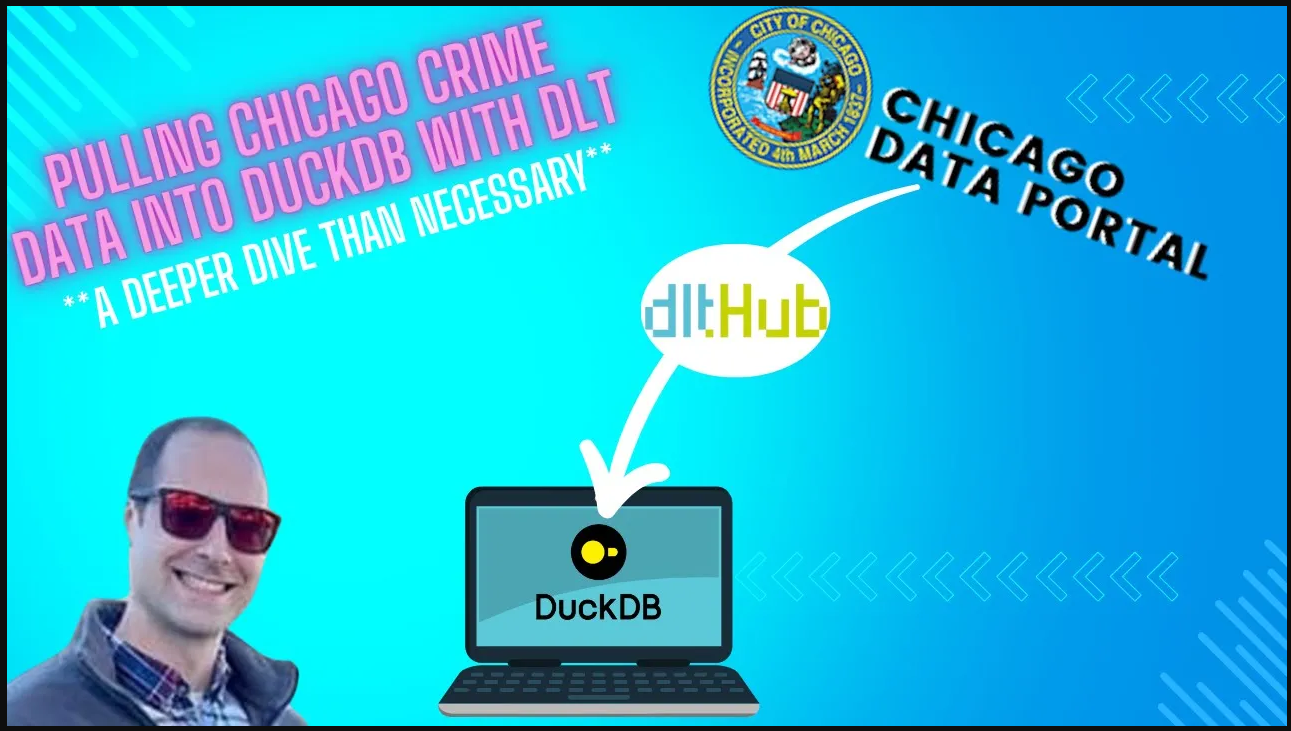 PULLING CHICAGO CRIME
DATA INTO DUCKDB WITH DLT
**A DEEPER DIVE THAN NECESSARY**
CITY OF CHICAGO
INCORPORATED 4th MARCH 1837
CHICAGO
DATA PORTAL
dltHub
DuckDB